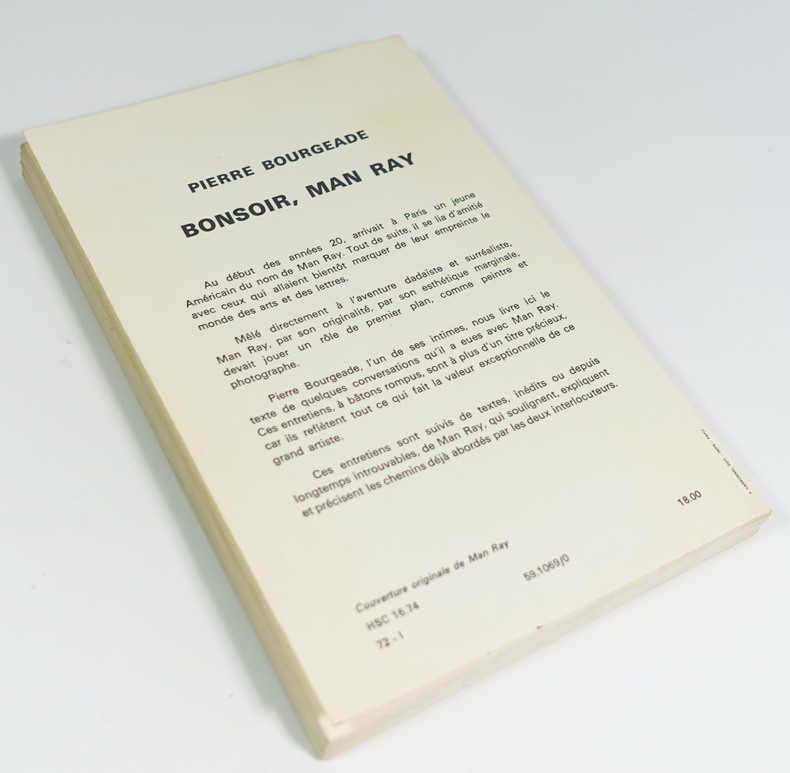 PIERRE BOURGEADE
BONSOIR, MAN RAY
Au début des années 20, arrivait à Paris un jeune
Américain du nom de Man Ray. Tout de suite, il se lia d'amitié
avec ceux qui allaient bientôt marquer de leur empreinte le
monde des arts et des lettres.
Mêlé directement à l'aventure dadaïste et surréaliste,
Man Ray, par son originalité, par son esthétique marginale,
devait jouer un rôle de premier plan, comme peintre et
photographe.
Pierre Bourgeade, l'un de ses intimes, nous livre ici le
texte de quelques conversations qu'il a eues avec Man Ray.
Ces entretiens, à bâtons rompus, sont à plus d'un titre précieux,
car ils reflètent tout ce qui fait la valeur exceptionnelle de ce
grand artiste.
Ces entretiens sont suivis de textes, inédits ou depuis
longtemps introuvables, de Man Ray, qui soulignent, expliquent
et précisent les chemins déjà abordés par les deux interlocuteurs.
18.00
Couverture originale de Man Ray
HSC 16.74
59.1069/0
72 - I